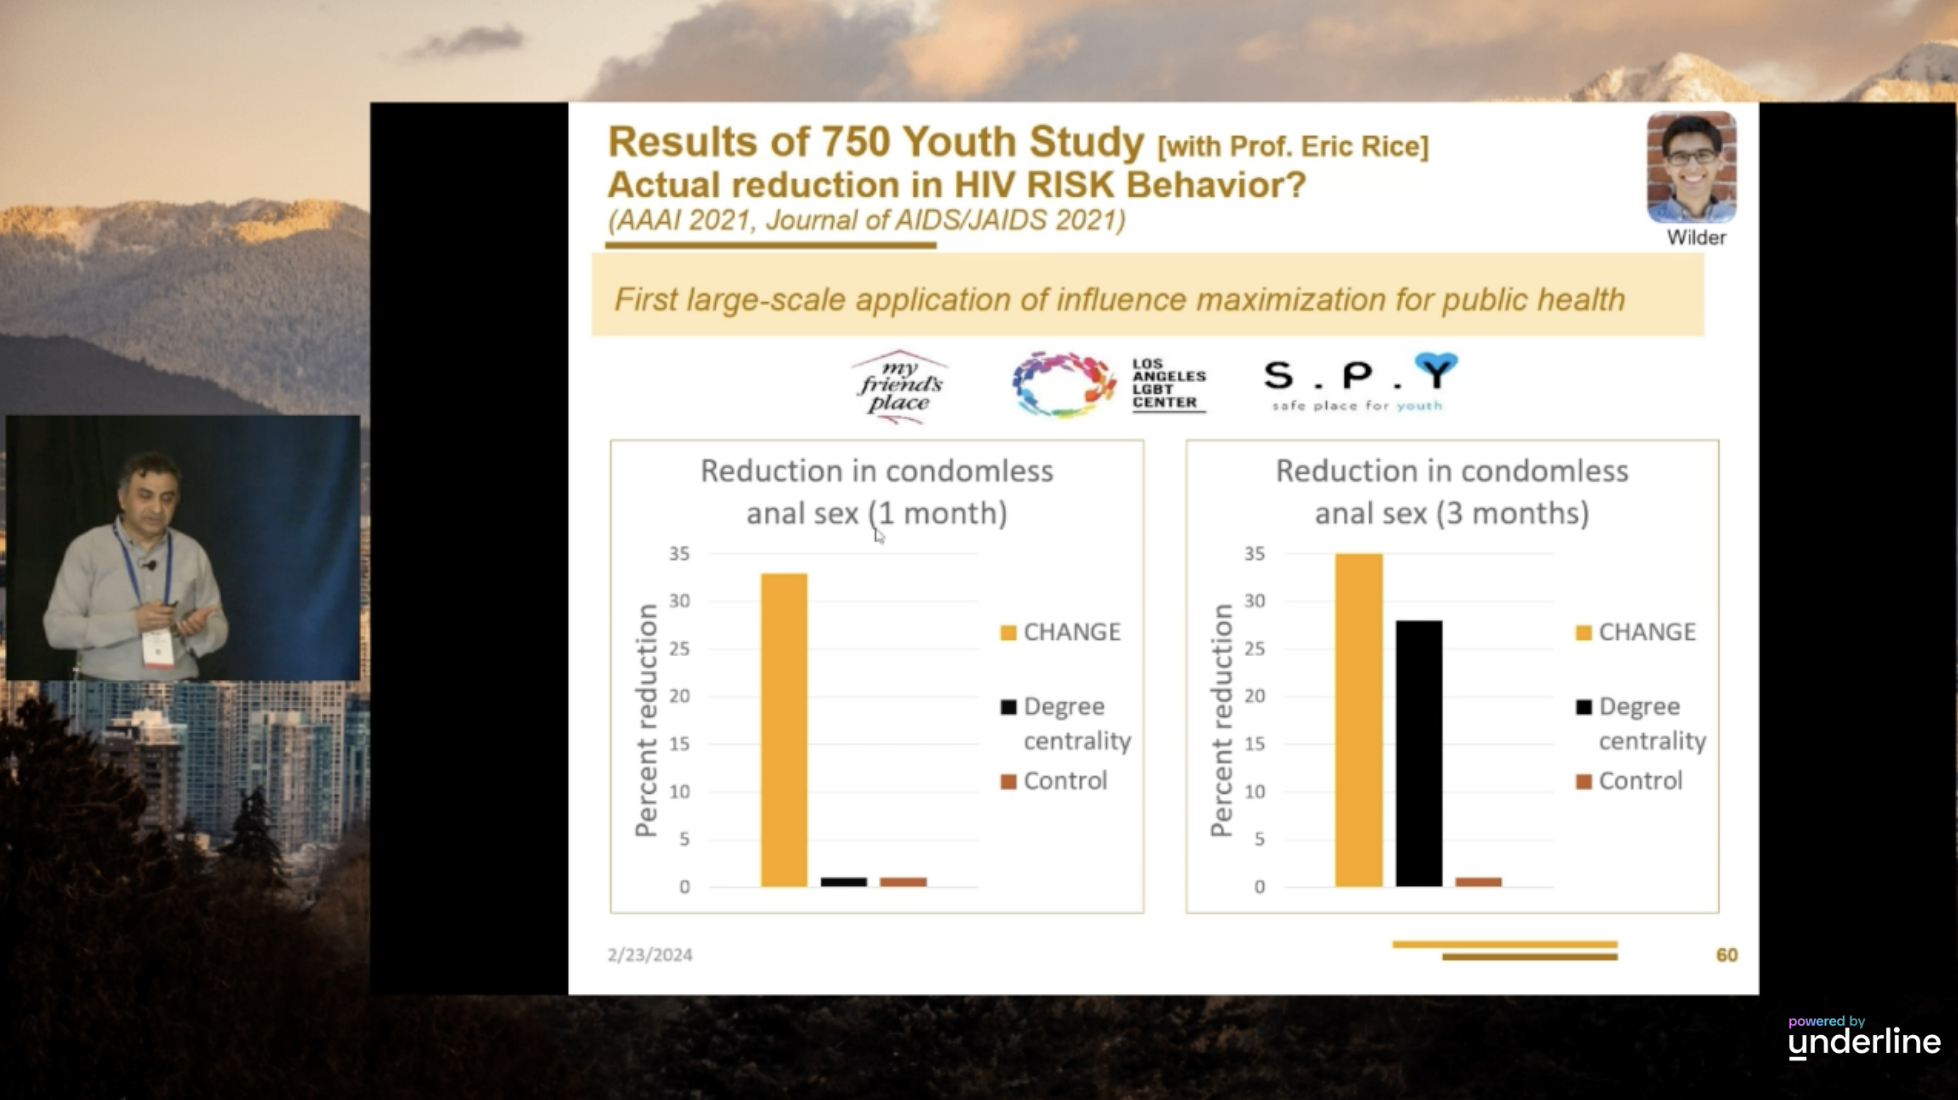 Results of 750 Youth Study [with Prof. Eric Rice]
Actual reduction in HIV RISK Behavior?
(AAAI 2021, Journal of AIDS/JAIDS 2021)
Wilder
First large-scale application of influence maximization for public health
my
friend's
place
LOS
ANGELES
LGBT
CENTER
S.P.Y
safe place for youth
Reduction in condomless
anal sex (1 month)
35
30
25
20
15
10
5
0
Percent reduction
CHANGE
Degree
centrality
Control
Reduction in condomless
anal sex (3 months)
35
30
25
20
15
10
5
0
Percent reduction
CHANGE
Degree
centrality
Control
2/23/2024
60
powered by
underline